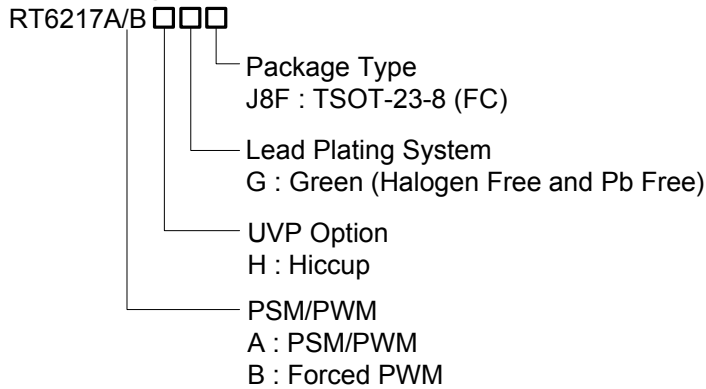 RT6217A/B □□□
Package Type
J8F : TSOT-23-8 (FC)
Lead Plating System
G : Green (Halogen Free and Pb Free)
UVP Option
H : Hiccup
PSM/PWM
A : PSM/PWM
B : Forced PWM